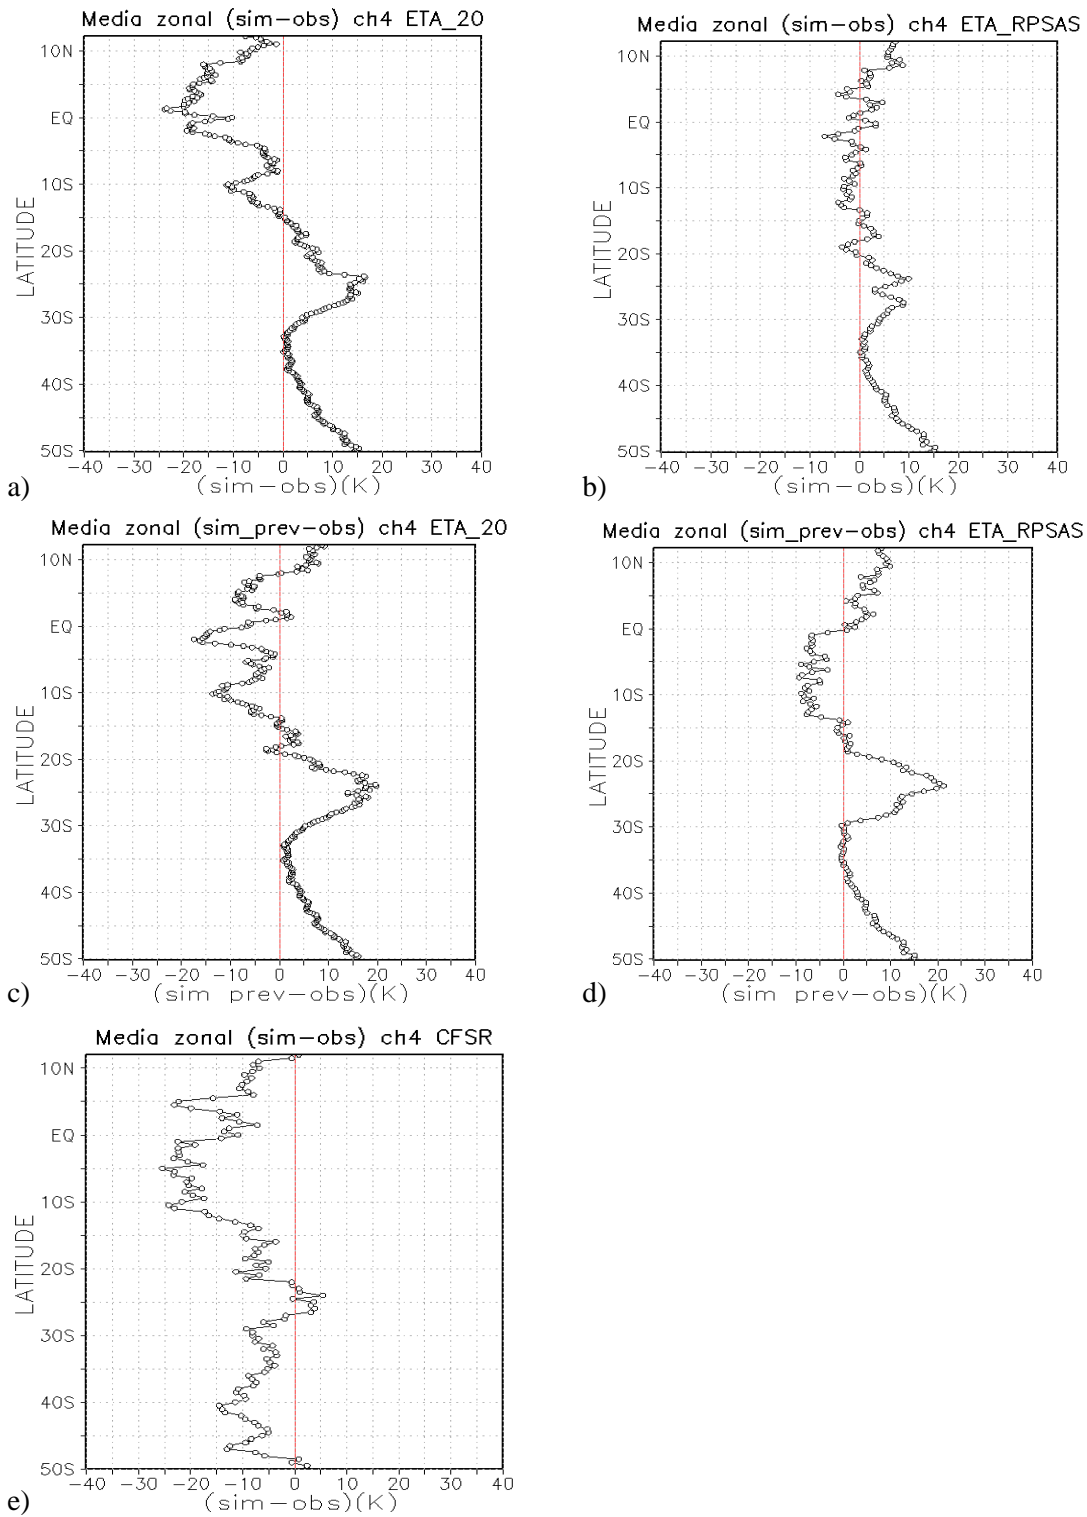 Media zonal (sim-obs) ch4 ETA_20
10N
EQ
10S
20S
30S
40S
50S
LATITUDE
-40 -30 -20 -10 0 10 20 30 40
(sim-obs)(K)
a)
Media zonal (sim-obs) ch4 ETA_RPSAS
10N
EQ
10S
20S
30S
40S
50S
LATITUDE
-40 -30 -20 -10 0 10 20 30 40
(sim-obs)(K)
b)
Media zonal (sim_prev-obs) ch4 ETA_20
10N
EQ
10S
20S
30S
40S
50S
LATITUDE
-40 -30 -20 -10 0 10 20 30 40
(sim prev-obs)(K)
c)
Media zonal (sim_prev-obs) ch4 ETA_RPSAS
10N
EQ
10S
20S
30S
40S
50S
LATITUDE
-40 -30 -20 -10 0 10 20 30 40
(sim prev-obs)(K)
d)
Media zonal (sim-obs) ch4 CFSR
10N
EQ
10S
20S
30S
40S
50S
LATITUDE
-40 -30 -20 -10 0 10 20 30 40
(sim-obs)(K)
e)